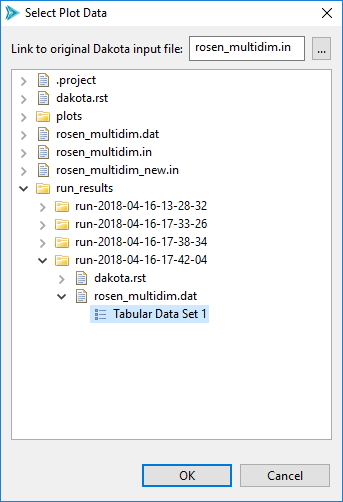 Select Plot Data
Link to original Dakota input file: rosen_multidim.in ...
.project
dakota.rst
plots
rosen_multidim.dat
rosen_multidim.in
rosen_multidim_new.in
run_results
run-2018-04-16-13-28-32
run-2018-04-16-17-33-26
run-2018-04-16-17-38-34
run-2018-04-16-17-42-04
dakota.rst
rosen_multidim.dat
Tabular Data Set 1
OK Cancel